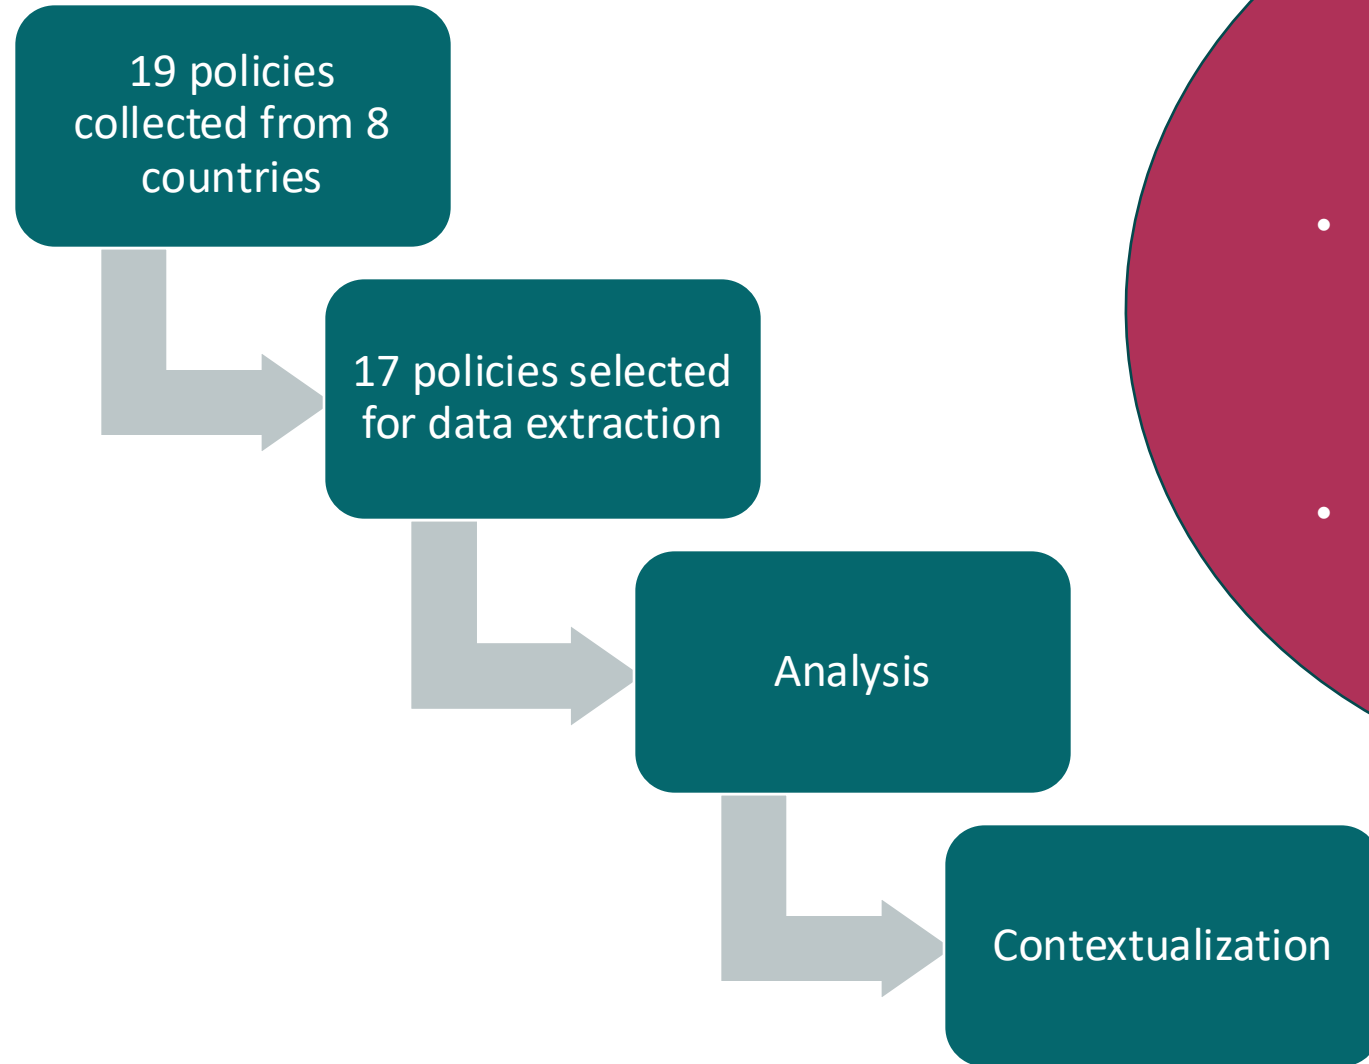 19 policies
collected from 8
countries
17 policies selected
for data extraction
Analysis
Contextualization